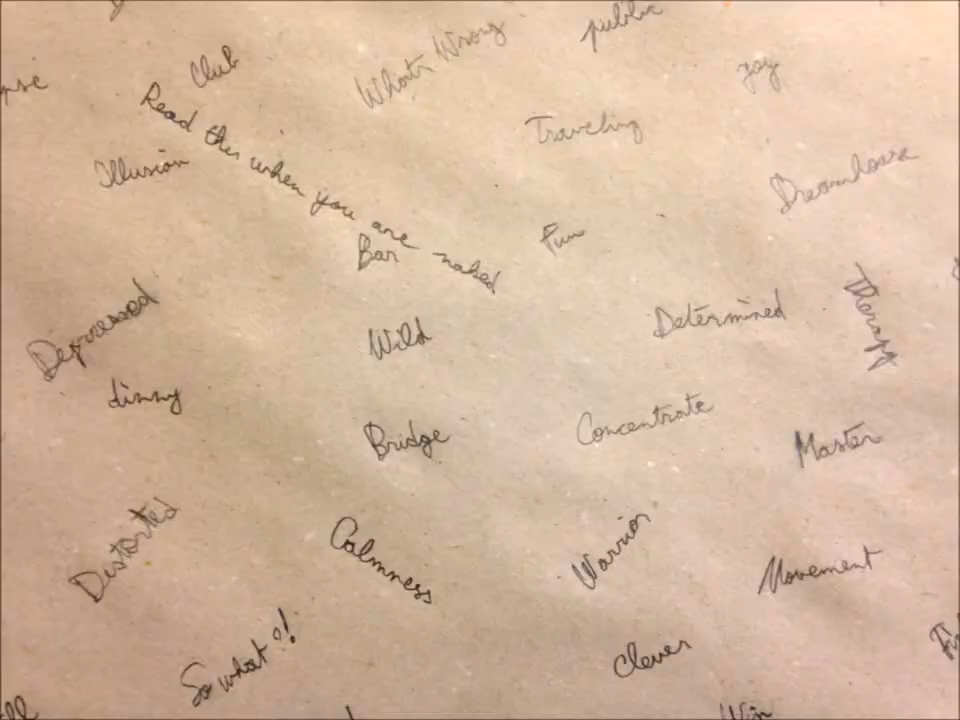 public
What's Wrong
Club
joy
Read this when you are naked
Traveling
Illusion
Dreamhouse
Fun
Bar
Depressed
Wild
Determined
Therapy
dizzy
Bridge
Concentrate
Master
Distorted
Calmness
Warrior
Movement
So what?!
Clever
Win